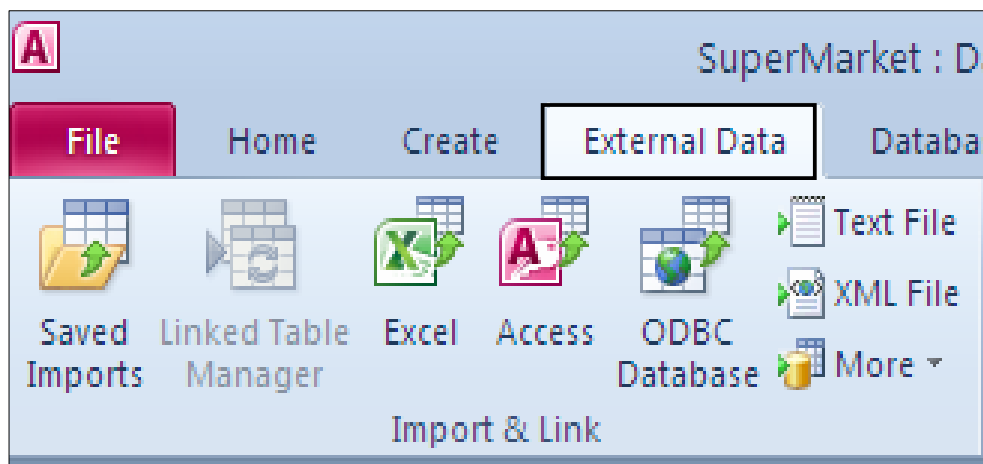 SuperMarket : Da
File Home Create External Data Databa
Saved Imports
Linked Table Manager
Excel
Access
ODBC Database
Text File
XML File
More
Import & Link